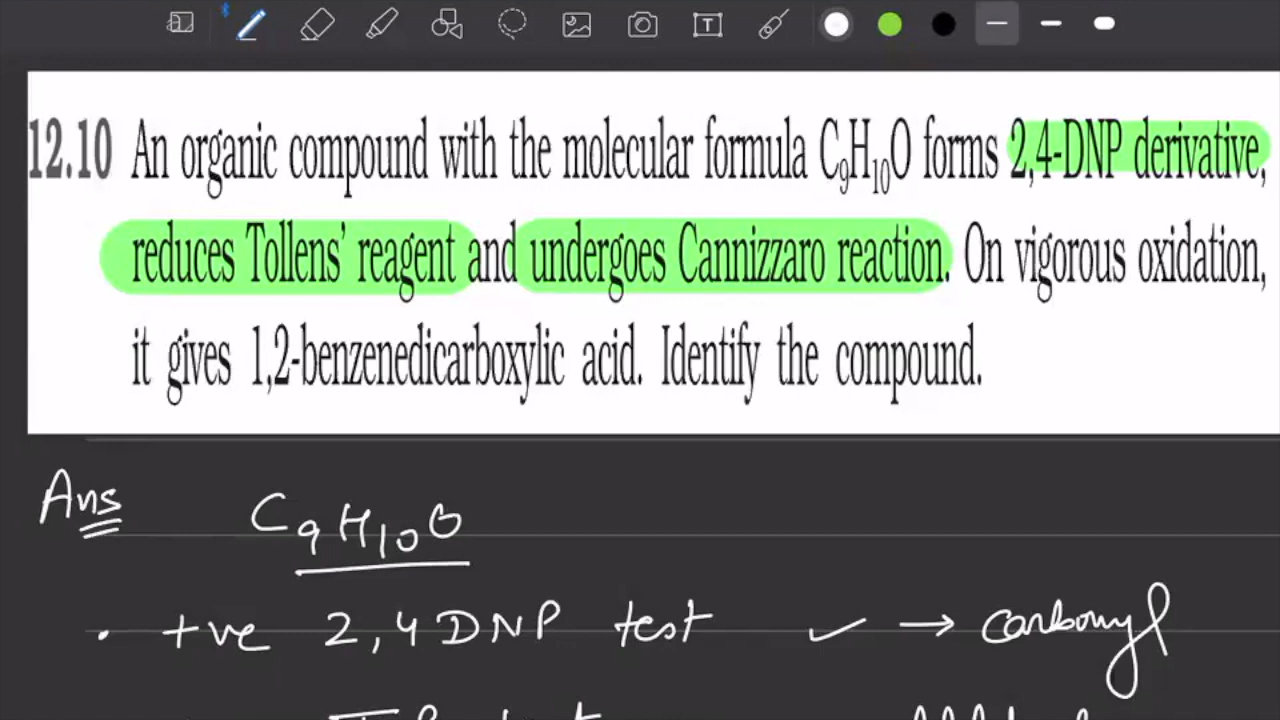 12.10 An organic compound with the molecular formula C₉H₁₀O forms 2,4-DNP derivative,
reduces Tollens’ reagent and undergoes Cannizzaro reaction. On vigorous oxidation,
it gives 1,2-benzenedicarboxylic acid. Identify the compound.
Ans
C₉H₁₀O
• +ve 2,4 DNP test ✓ → carbonyl